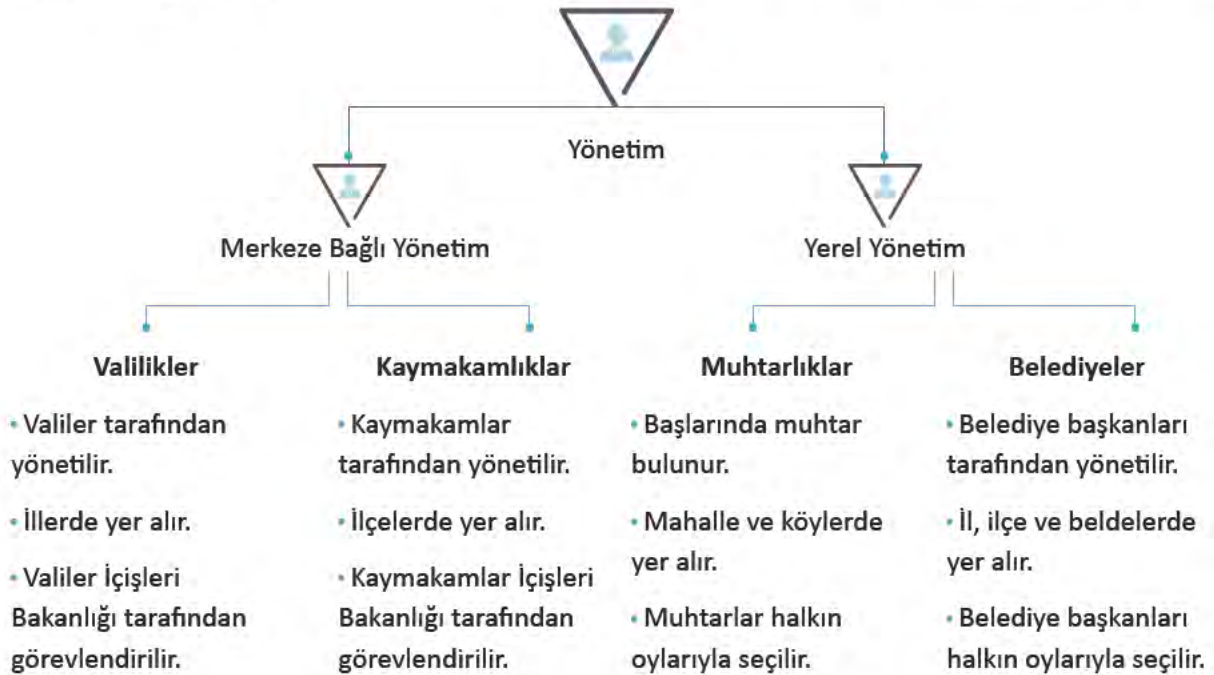 Yönetim
Merkeze Bağlı Yönetim
Yerel Yönetim
Valilikler
• Valiler tarafından
yönetilir.
• İllerde yer alır.
• Valiler İçişleri
Bakanlığı tarafından
görevlendirilir.
Kaymakamlıklar
• Kaymakamlar
tarafından yönetilir.
• İlçelerde yer alır.
• Kaymakamlar İçişleri
Bakanlığı tarafından
görevlendirilir.
Muhtarlıklar
• Başlarında muhtar
bulunur.
• Mahalle ve köylerde
yer alır.
• Muhtarlar halkın
oylarıyla seçilir.
Belediyeler
• Belediye başkanları
tarafından yönetilir.
• İl, ilçe ve beldelerde
yer alır.
• Belediye başkanları
halkın oylarıyla seçilir.